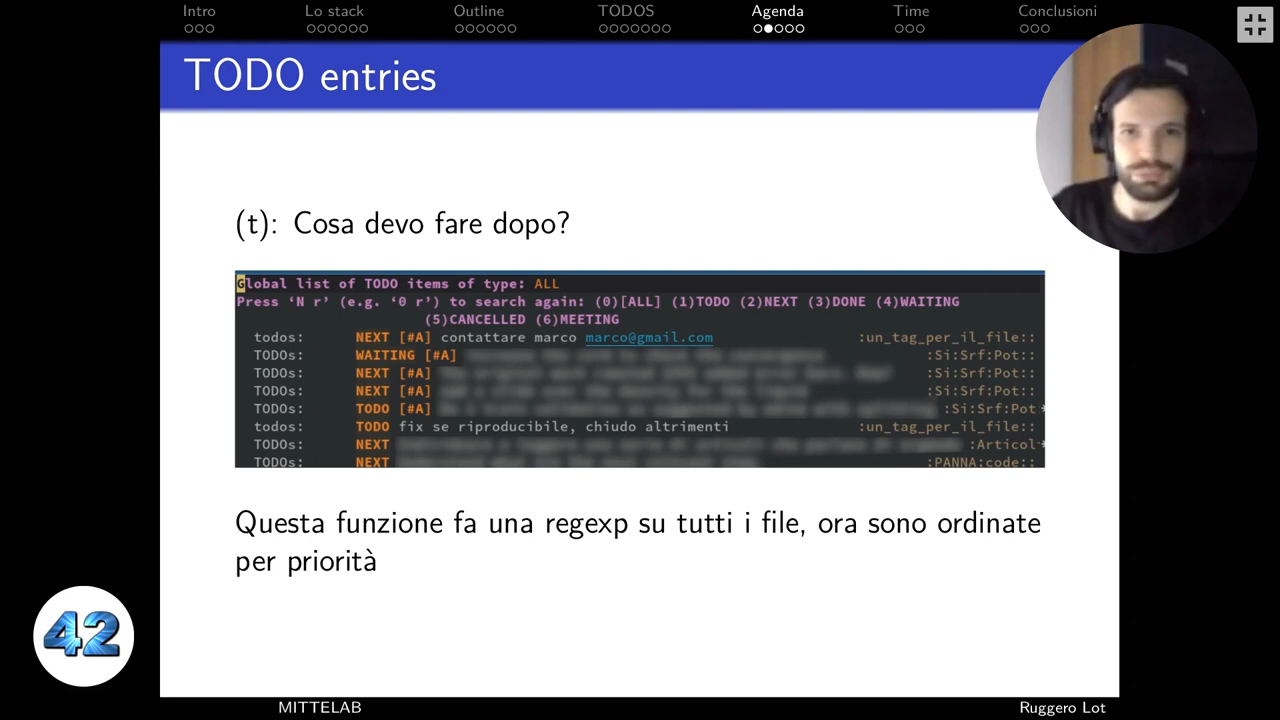 Intro Lo stack Outline TODOS Agenda Time Conclusioni
TODO entries
(t): Cosa devo fare dopo?
Global list of TODO items of type: ALL
Press ‘N r’ (e.g. ‘0 r’) to search again: (0)[ALL] (1)TODO (2)NEXT (3)DONE (4)WAITING
(5)CANCELLED (6)MEETING
todos: NEXT [#A] contattare marco marco@gmail.com :un_tag_per_il_file::
TODOs: WAITING [#A] :Si:Srf:Pot::
TODOs: NEXT [#A] :Si:Srf:Pot::
TODOs: NEXT [#A] :Si:Srf:Pot::
TODOs: TODO [#A] :Si:Srf:Pot
todos: TODO fix se riproducibile, chiudo altrimenti :un_tag_per_il_file::
TODOs: NEXT :Articol
TODOs: NEXT :PANNA:code::
Questa funzione fa una regexp su tutti i file, ora sono ordinate
per priorità
42
MITTELAB Ruggero Lot